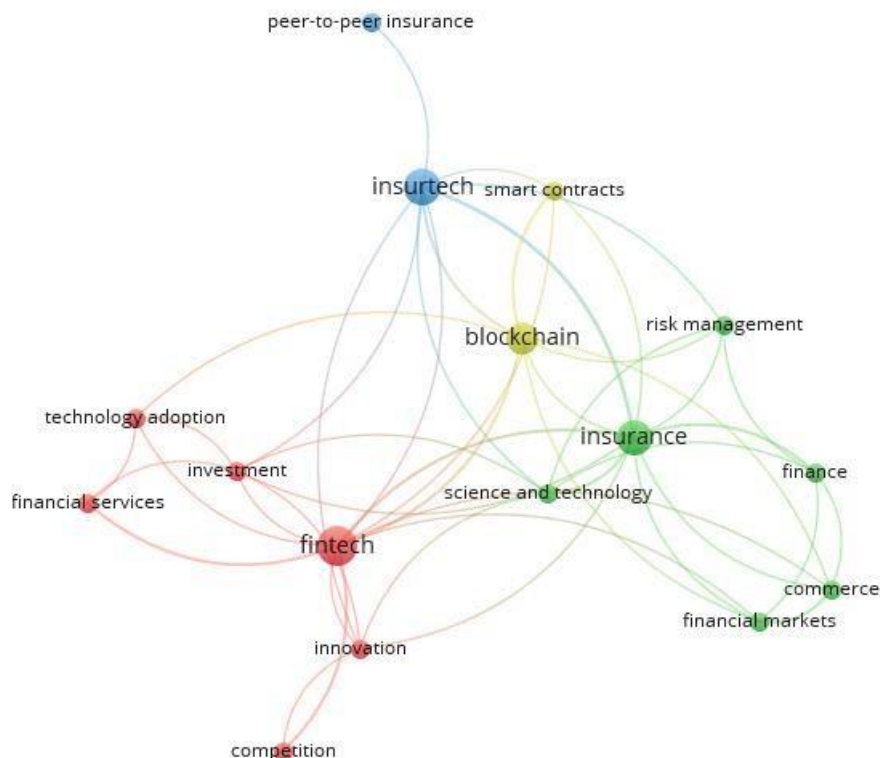 peer-to-peer insurance
insurtech
smart contracts
blockchain
risk management
technology adoption
insurance
investment
finance
financial services
science and technology
fintech
commerce
financial markets
innovation
competition